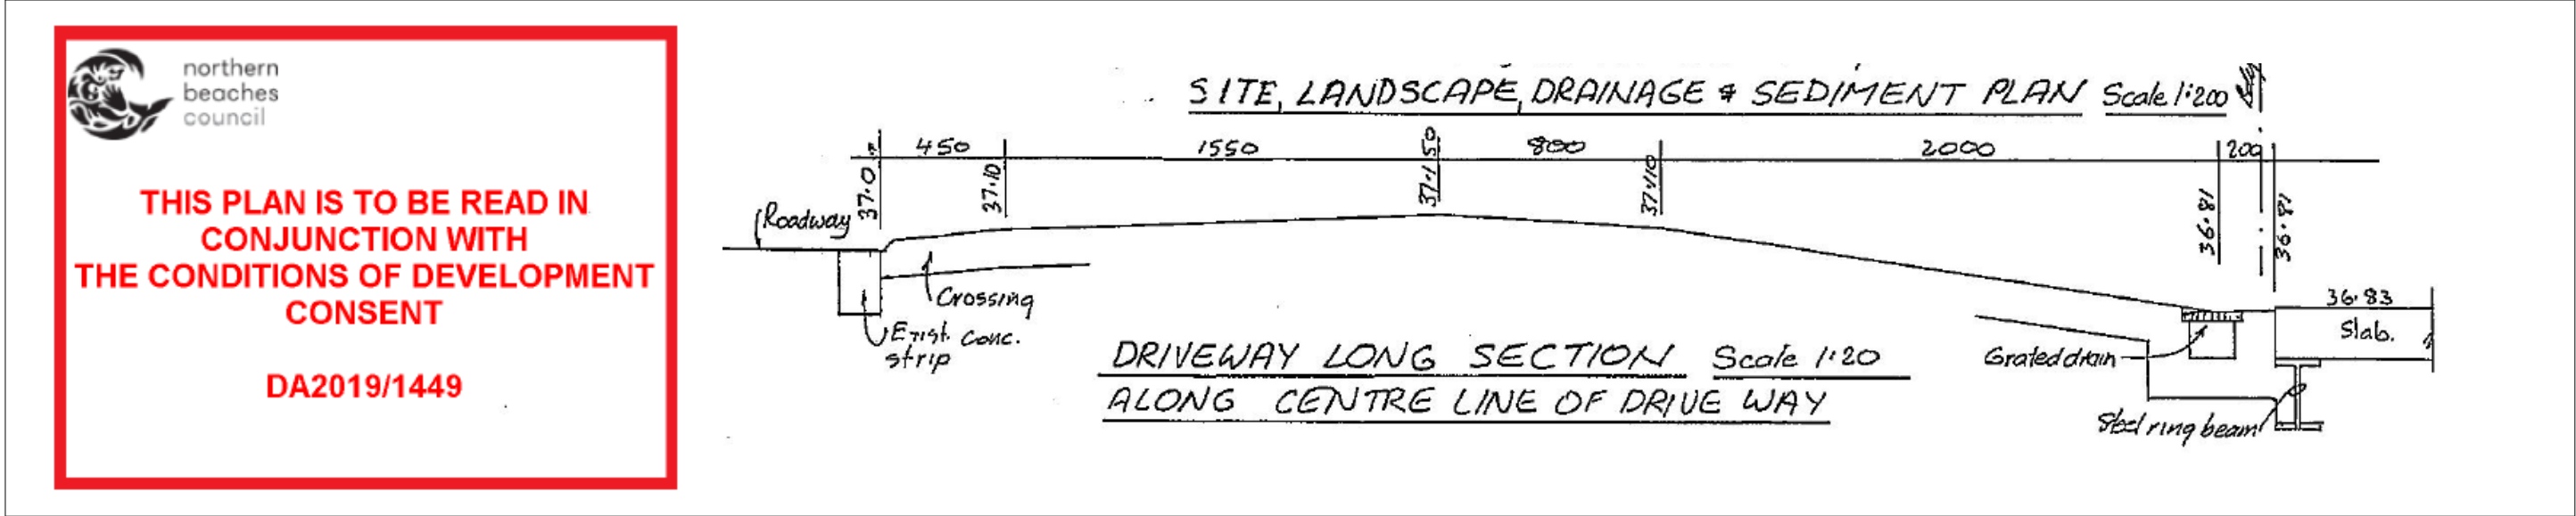 northern
beaches
council
THIS PLAN IS TO BE READ IN
CONJUNCTION WITH
THE CONDITIONS OF DEVELOPMENT
CONSENT
DA2019/1449
SITE, LANDSCAPE, DRAINAGE & SEDIMENT PLAN Scale 1:200
450 1550 800 2000 200
37.10 37.150 37.110 36.81 36.81
Roadway
Crossing
Exist. Conc.
strip
36.83
Slab.
Grated drain
Steel ring beam
DRIVEWAY LONG SECTION Scale 1:20
ALONG CENTRE LINE OF DRIVE WAY